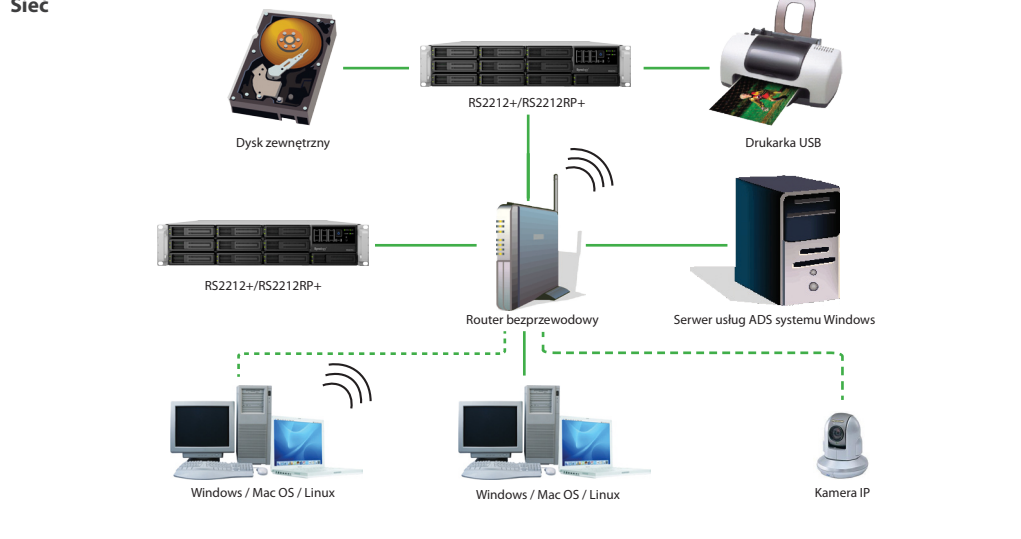 Sieć
RS2212+/RS2212RP+
Dysk zewnętrzny
Drukarka USB
RS2212+/RS2212RP+
Router bezprzewodowy
Serwer usług ADS systemu Windows
Windows / Mac OS / Linux
Windows / Mac OS / Linux
Kamera IP